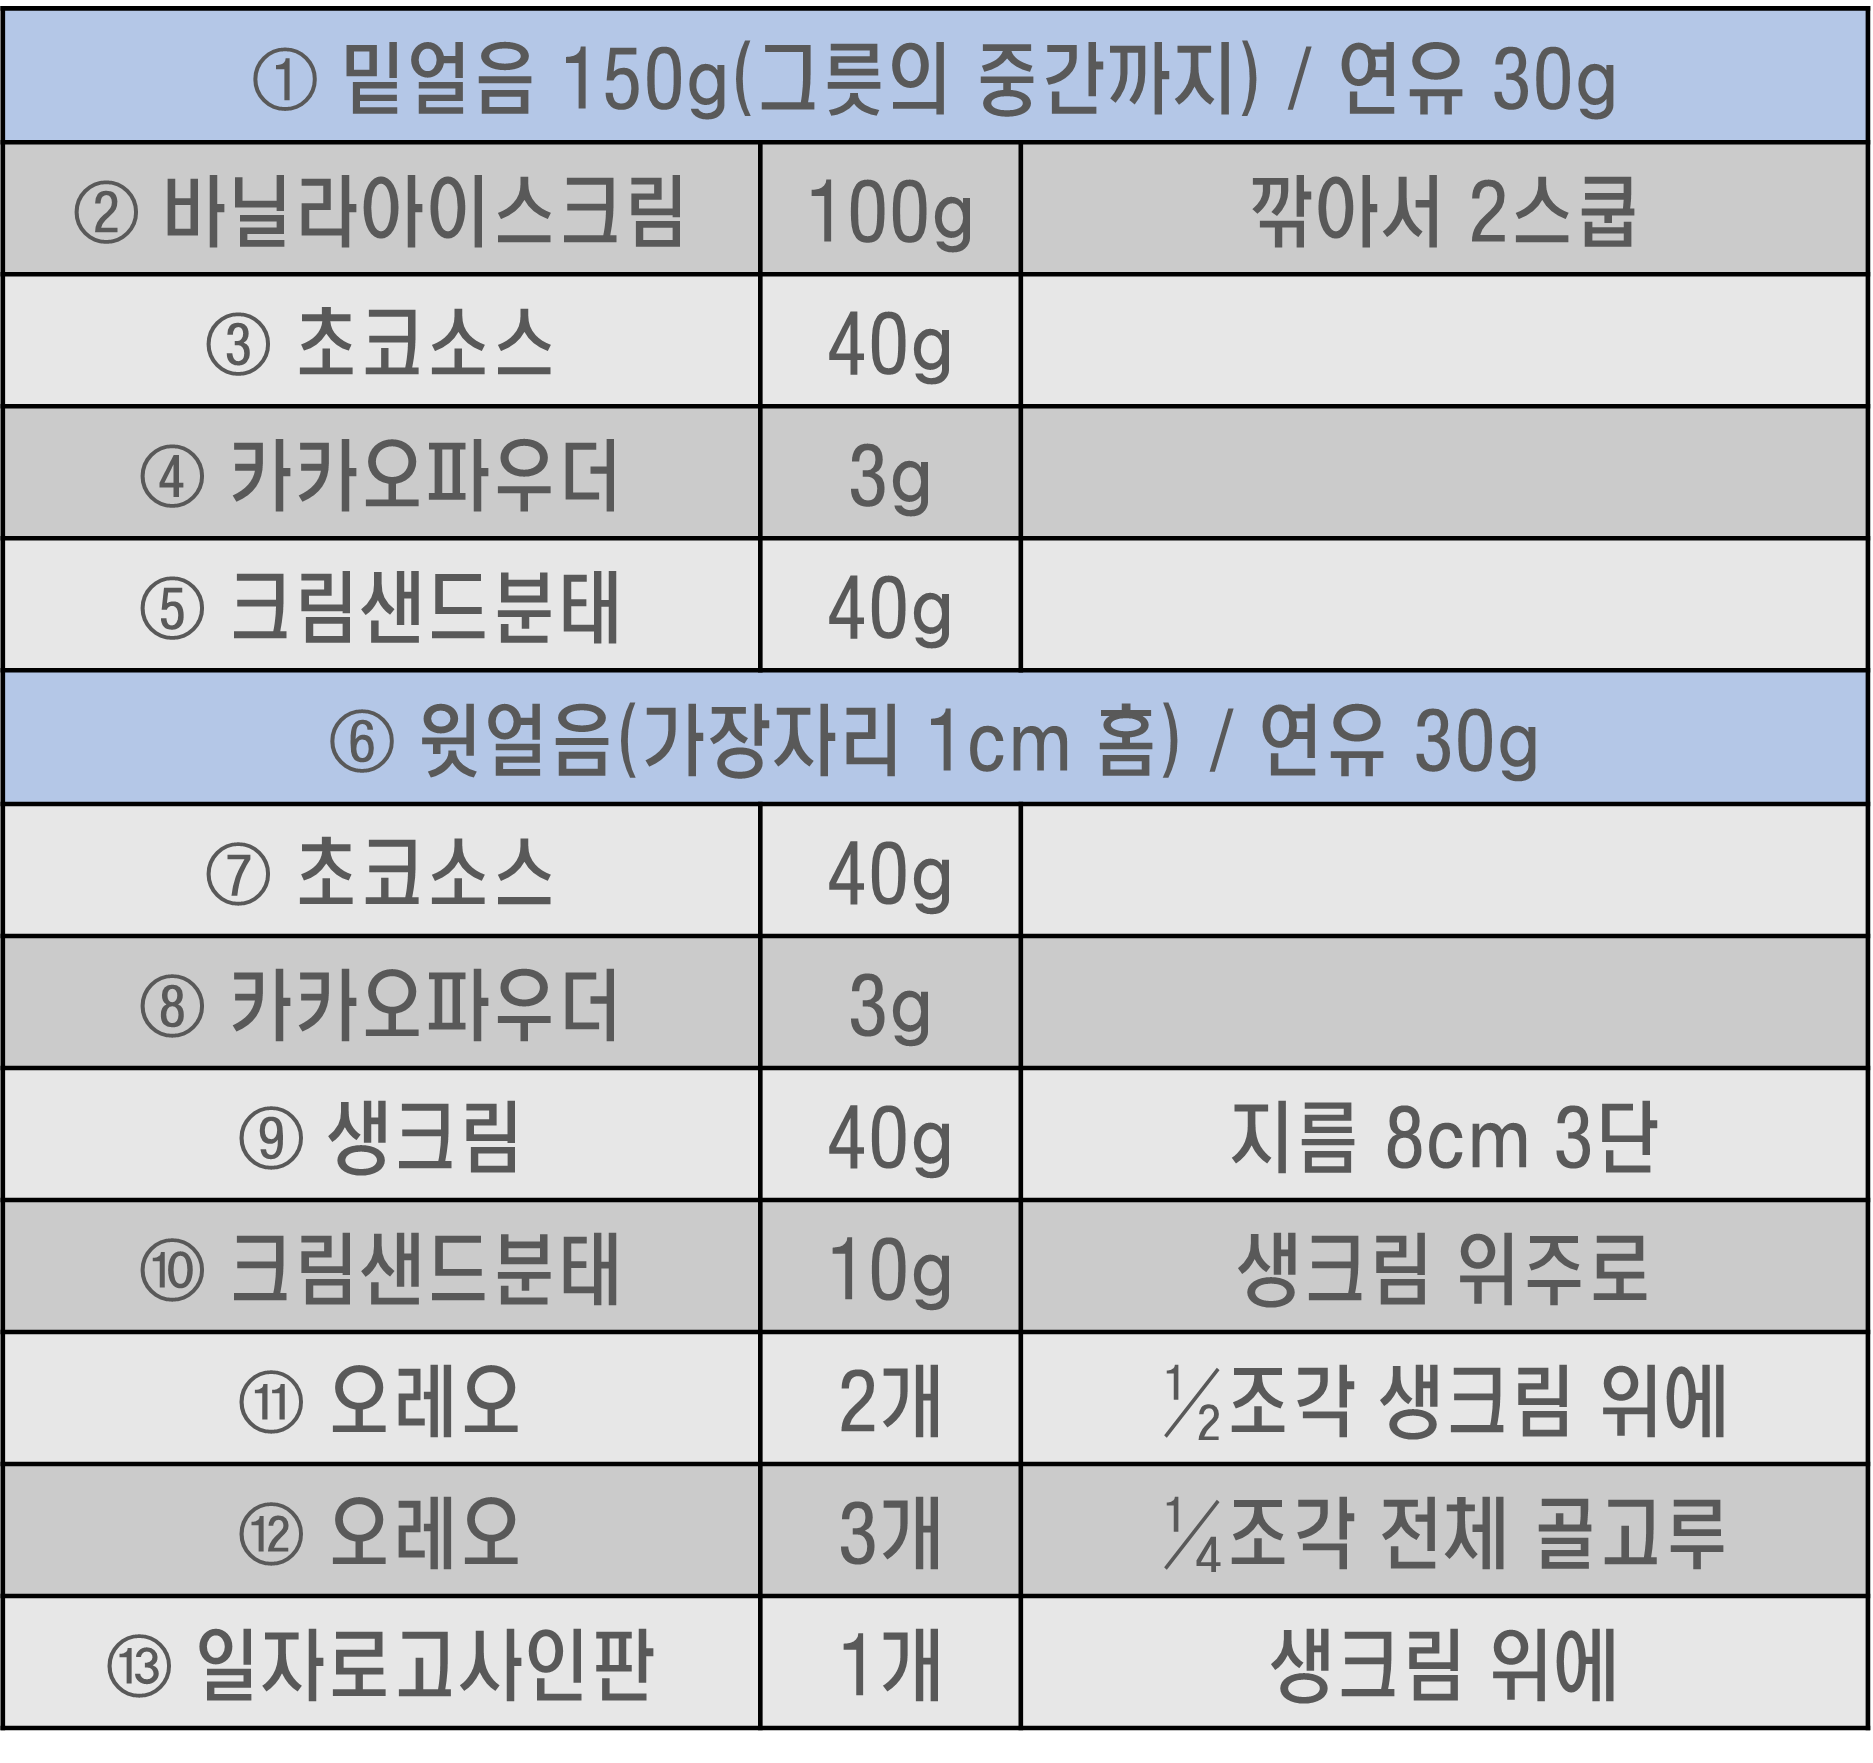 ① 밑얼음 150g(그릇의 중간까지) / 연유 30g
② 바닐라아이스크림 100g 깎아서 2스쿱
③ 초코소스 40g
④ 카카오파우더 3g
⑤ 크림샌드분태 40g
⑥ 윗얼음(가장자리 1cm 홈) / 연유 30g
⑦ 초코소스 40g
⑧ 카카오파우더 3g
⑨ 생크림 40g 지름 8cm 3단
⑩ 크림샌드분태 10g 생크림 위주로
⑪ 오레오 2개 ½조각 생크림 위에
⑫ 오레오 3개 ¼조각 전체 골고루
⑬ 일자로고사인판 1개 생크림 위에